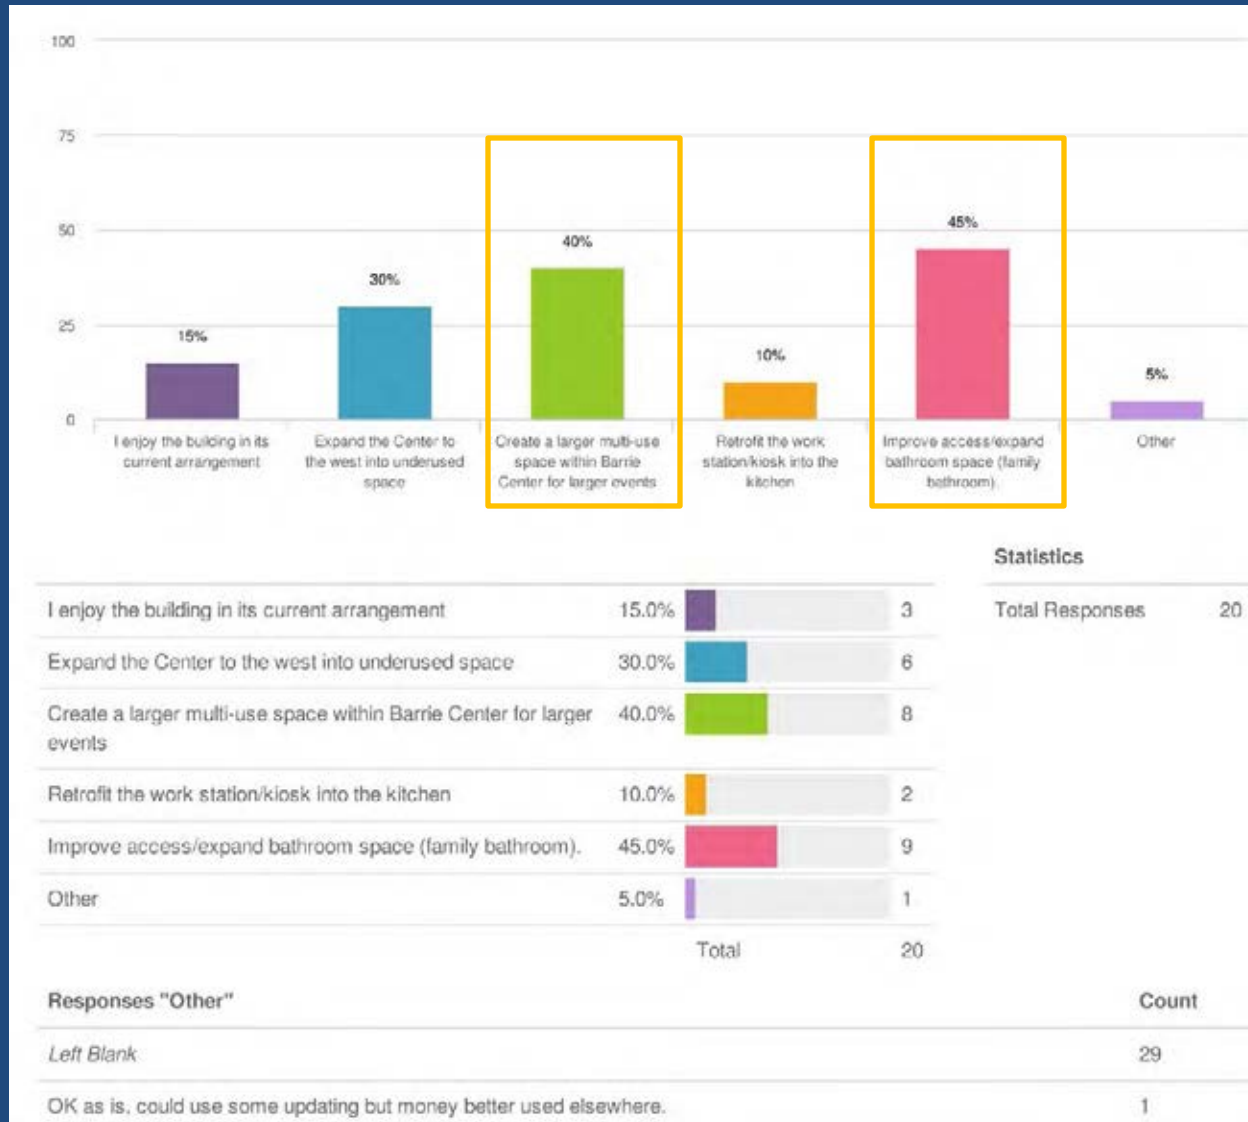 100
75
50
25
0
15%
30%
40%
10%
45%
5%
I enjoy the building in its
current arrangement
Expand the Center to
the west into underused
space
Create a larger multi-use
space within Barrie
Center for larger events
Retrofit the work
station/kiosk into the
kitchen
Improve access/expand
bathroom space (family
bathroom).
Other
Statistics
Total Responses 20
I enjoy the building in its current arrangement 15.0% 3
Expand the Center to the west into underused space 30.0% 6
Create a larger multi-use space within Barrie Center for larger 40.0% 8
events
Retrofit the work station/kiosk into the kitchen 10.0% 2
Improve access/expand bathroom space (family bathroom). 45.0% 9
Other 5.0% 1
Total 20
Responses "Other" Count
Left Blank 29
OK as is, could use some updating but money better used elsewhere. 1